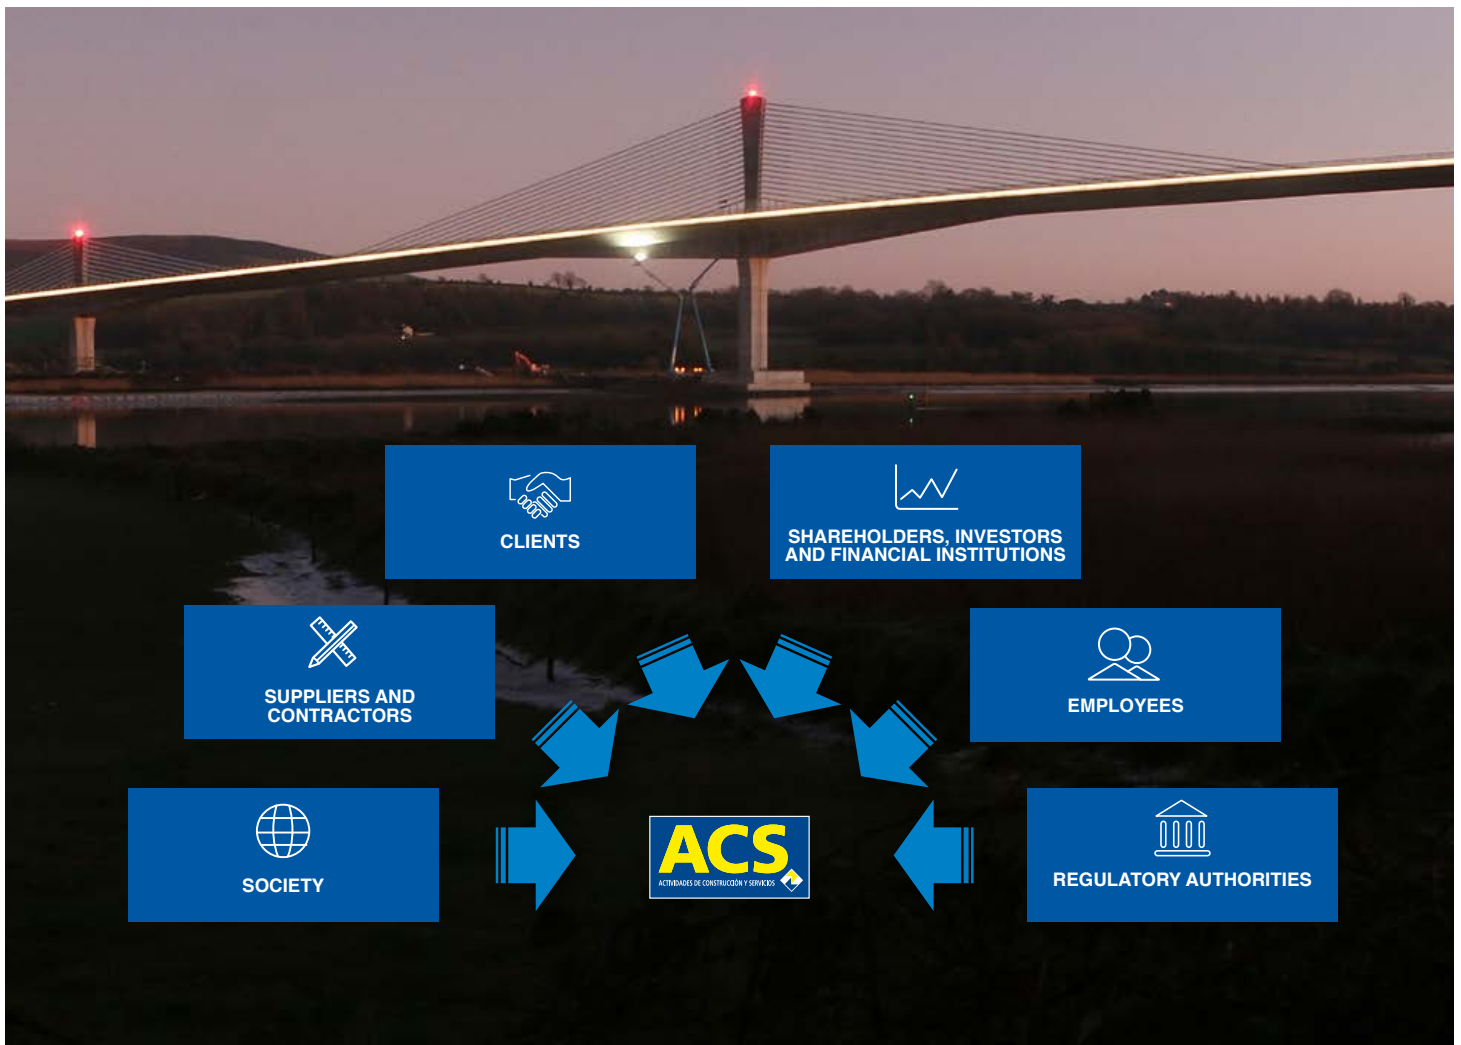 CLIENTS
SHAREHOLDERS, INVESTORS
AND FINANCIAL INSTITUTIONS
SUPPLIERS AND
CONTRACTORS
EMPLOYEES
SOCIETY
ACS
ACTIVIDADES DE CONSTRUCCIÓN Y SERVICIOS
REGULATORY AUTHORITIES